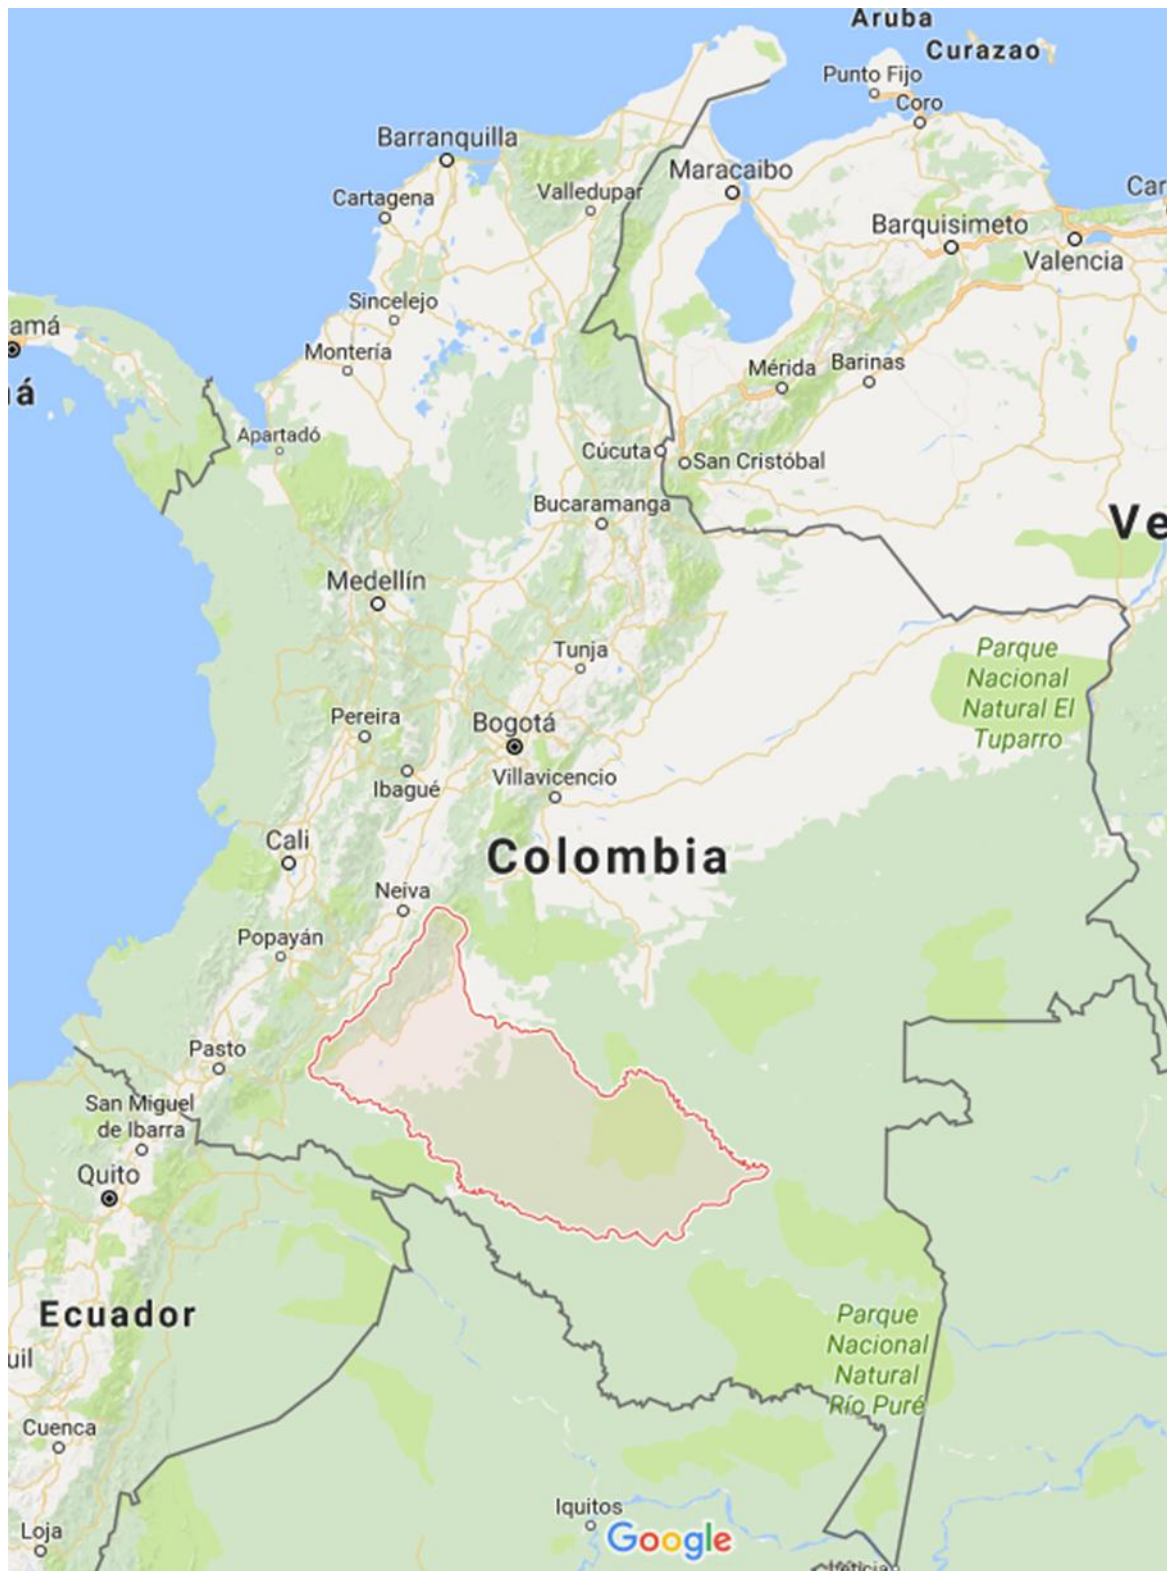 Aruba
Curazao
Punto Fijo
Coro
Barranquilla
Maracaibo
Cartagena
Valledupar
Car
Barquisimeto
Valencia
Sincelejo
amá
Montería
Mérida
Barinas
á
Apartadó
Cúcuta
San Cristóbal
Bucaramanga
Ve
Medellín
Tunja
Parque
Nacional
Natural El
Tuparro
Pereira
Bogotá
Ibagué
Villavicencio
Cali
Colombia
Neiva
Popayán
Pasto
San Miguel
de Ibarra
Quito
Ecuador
Parque
Nacional
Natural
Río Puré
uil
Cuenca
Iquitos
Google
Loja